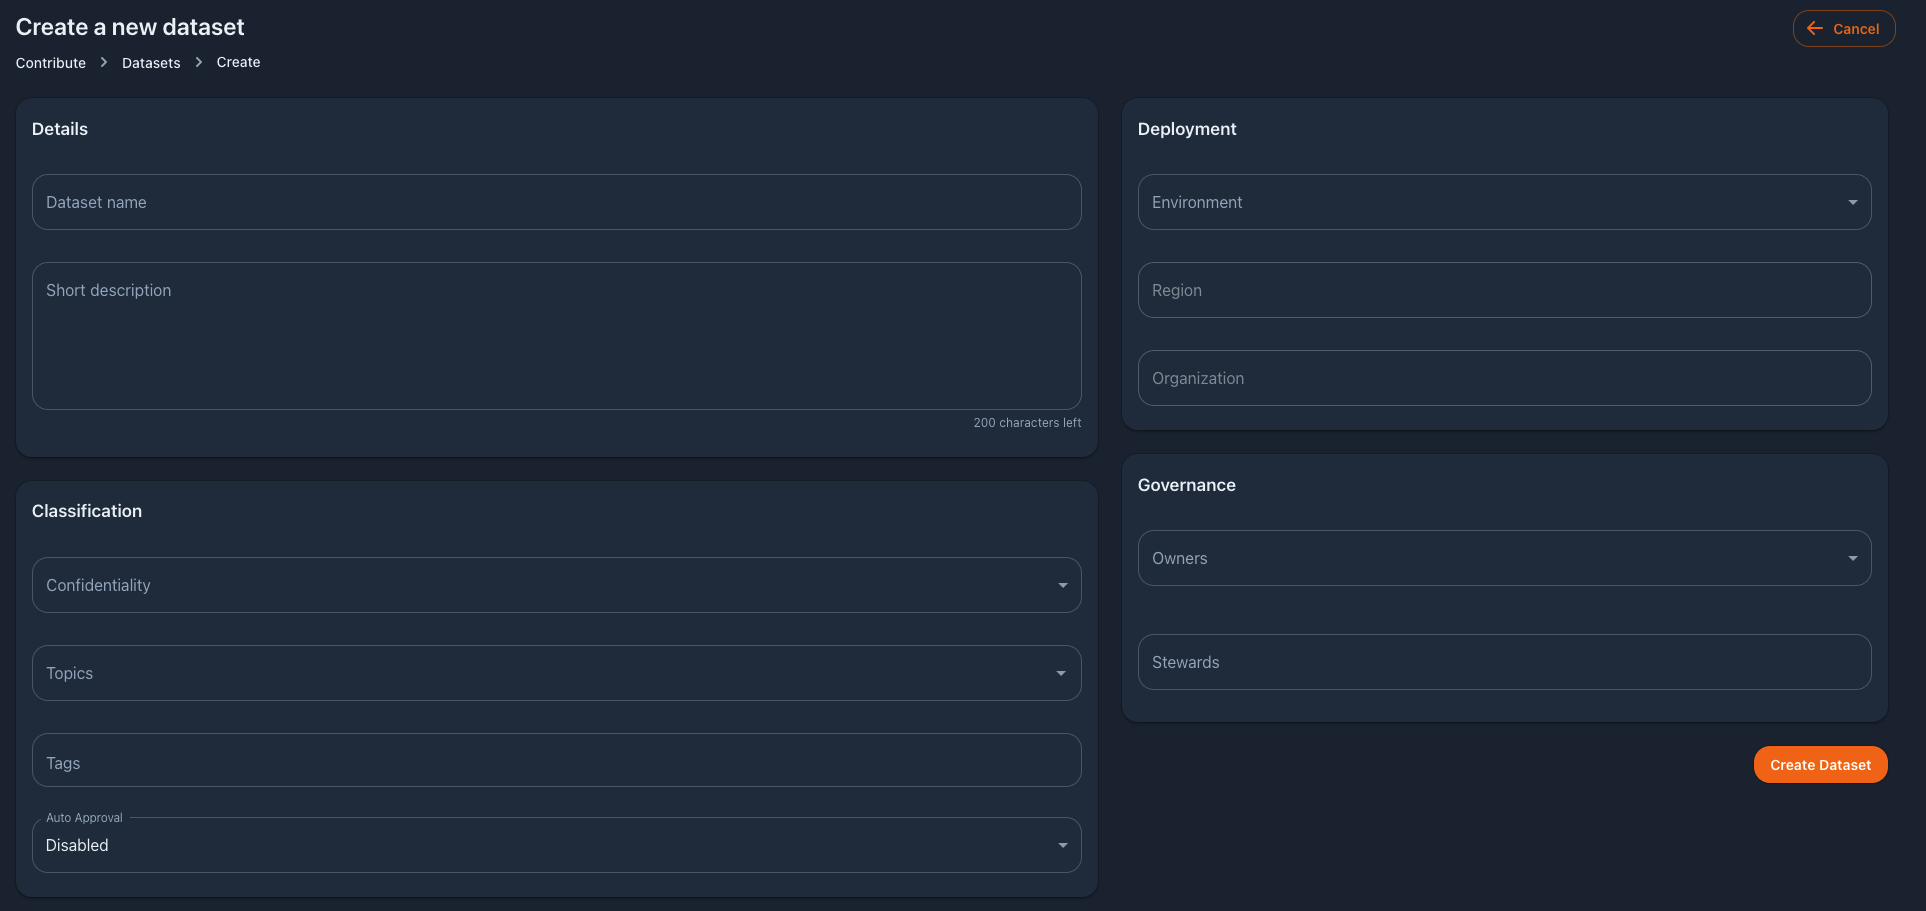 Create a new dataset
Cancel
Contribute > Datasets > Create
Details
Dataset name
Short description
200 characters left
Classification
Confidentiality
Topics
Tags
Auto Approval
Disabled
Deployment
Environment
Region
Organization
Governance
Owners
Stewards
Create Dataset